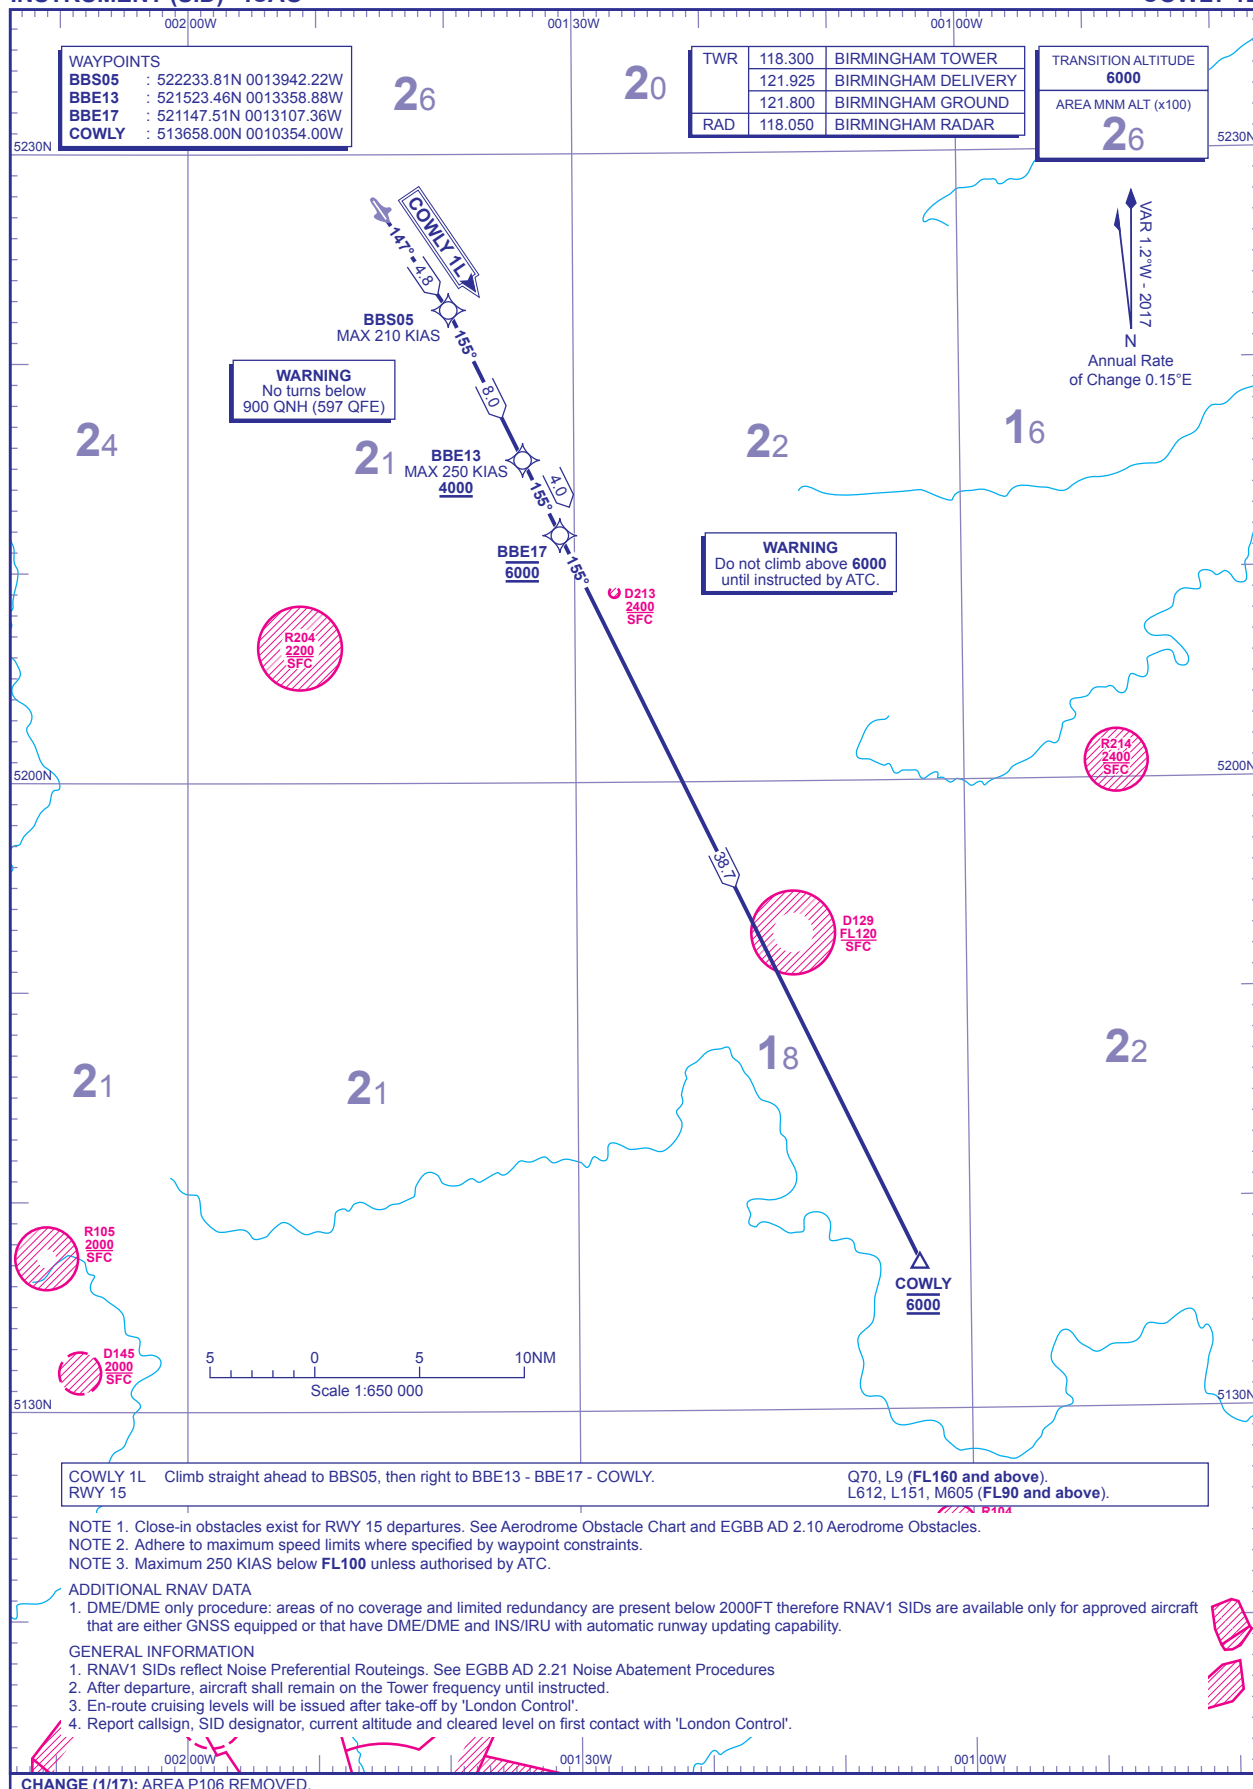 00200W
00130W
00100W
WAYPOINTS
BBS05 : 522233.81N 0013942.22W
BBE13 : 521523.46N 0013358.88W
BBE17 : 521147.51N 0013107.36W
COWLY : 513658.00N 0010354.00W
26
20
TWR 118.300 BIRMINGHAM TOWER
121.925 BIRMINGHAM DELIVERY
121.800 BIRMINGHAM GROUND
RAD 118.050 BIRMINGHAM RADAR
TRANSITION ALTITUDE
6000
AREA MNM ALT (x100)
26
5230N
5230N
COWLY 1L
147°
4.8
VAR 1.2°W - 2017
N
Annual Rate
of Change 0.15°E
BBS05
MAX 210 KIAS
155°
8.0
WARNING
No turns below
900 QNH (597 QFE)
24
21
22
16
BBE13
MAX 250 KIAS
4000
155°
4.0
BBE17
6000
155°
WARNING
Do not climb above 6000
until instructed by ATC.
D213
2400
SFC
R204
2200
SFC
R214
2400
SFC
5200N
5200N
38.7
D129
FL120
SFC
21
21
18
22
R105
2000
SFC
COWLY
6000
D145
2000
SFC
5 0 5 10NM
Scale 1:650 000
5130N
5130N
COWLY 1L Climb straight ahead to BBS05, then right to BBE13 - BBE17 - COWLY. Q70, L9 (FL160 and above).
RWY 15 L612, L151, M605 (FL90 and above).
R104
NOTE 1. Close-in obstacles exist for RWY 15 departures. See Aerodrome Obstacle Chart and EGBB AD 2.10 Aerodrome Obstacles.
NOTE 2. Adhere to maximum speed limits where specified by waypoint constraints.
NOTE 3. Maximum 250 KIAS below FL100 unless authorised by ATC.
ADDITIONAL RNAV DATA
1. DME/DME only procedure: areas of no coverage and limited redundancy are present below 2000FT therefore RNAV1 SIDs are available only for approved aircraft
that are either GNSS equipped or that have DME/DME and INS/IRU with automatic runway updating capability.
GENERAL INFORMATION
1. RNAV1 SIDs reflect Noise Preferential Routeings. See EGBB AD 2.21 Noise Abatement Procedures
2. After departure, aircraft shall remain on the Tower frequency until instructed.
3. En-route cruising levels will be issued after take-off by 'London Control'.
4. Report callsign, SID designator, current altitude and cleared level on first contact with 'London Control'.
00200W
00130W
00100W
CHANGE (1/17): AREA P106 REMOVED.